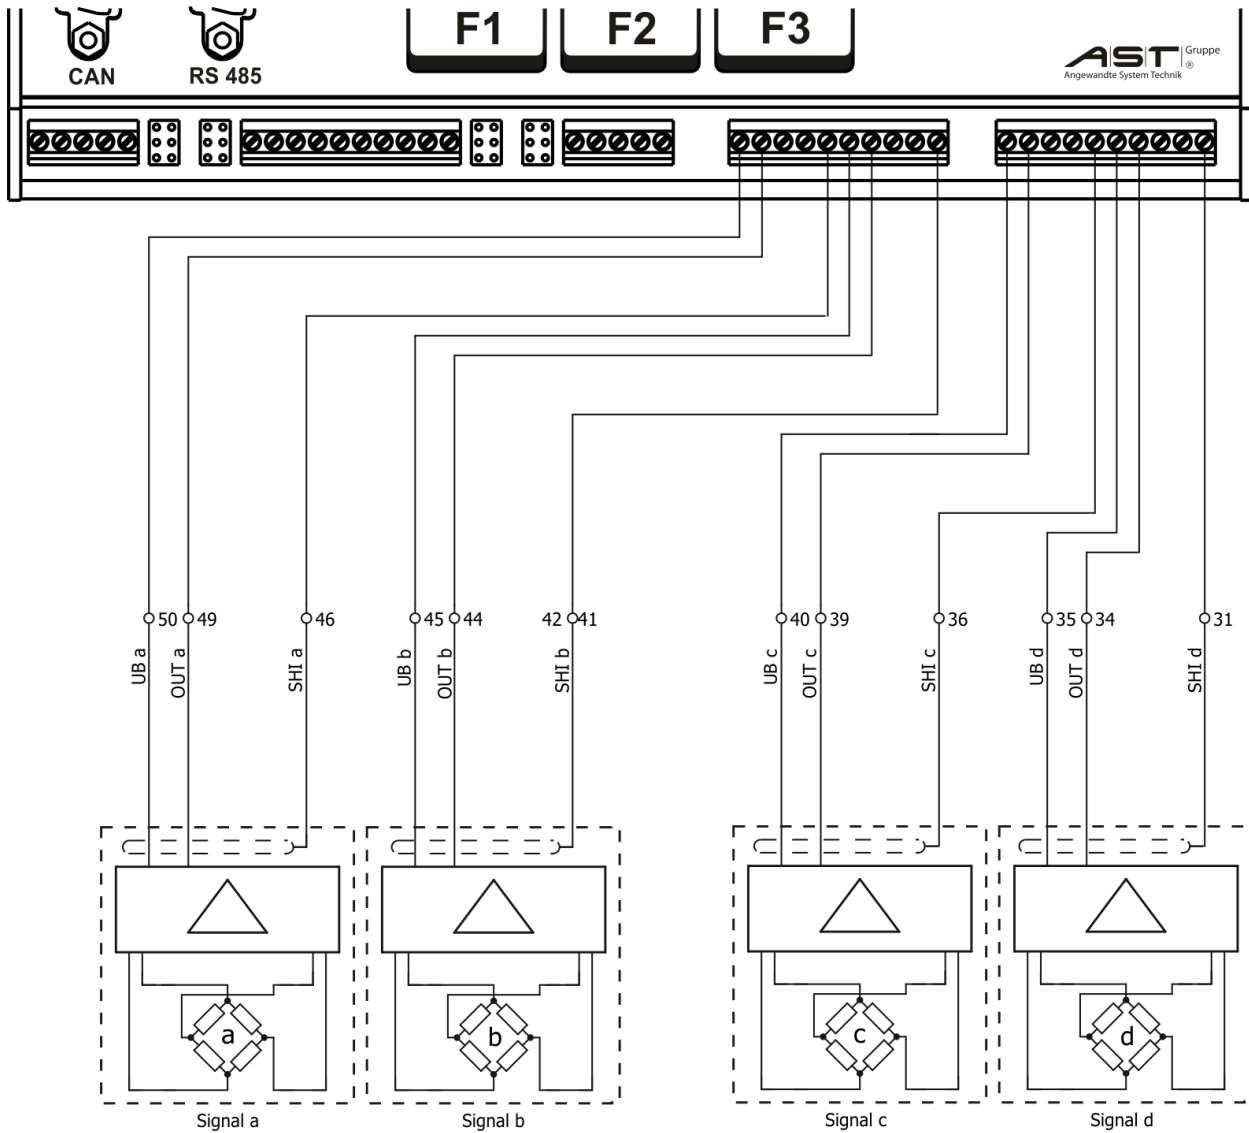 F1 F2 F3
CAN RS 485
AST Gruppe
®
Angewandte System Technik
50 49 46 45 44 42 41 40 39 36 35 34 31
UB a OUT a SHI a UB b OUT b SHI b UB c OUT c SHI c UB d OUT d SHI d
a b c d
Signal a Signal b Signal c Signal d